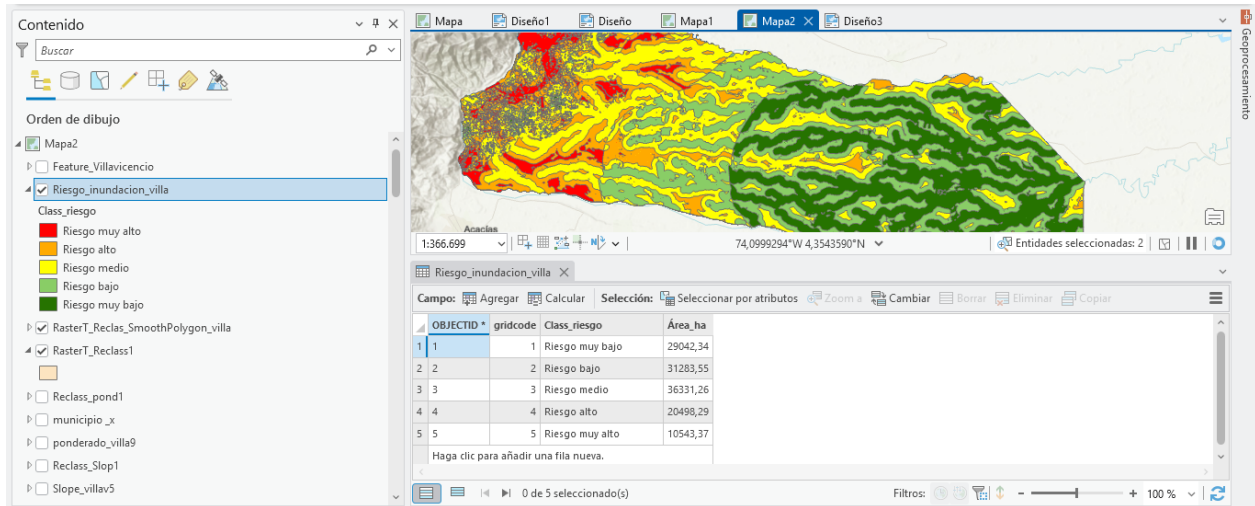 Contenido
Buscar
Orden de dibujo
Mapa2
Feature_Villavicencio
Riesgo_inundacion_villa
Class_riesgo
Riesgo muy alto
Riesgo alto
Riesgo medio
Riesgo bajo
Riesgo muy bajo
RasterT_Reclas_SmoothPolygon_villa
RasterT_Reclass1
Reclass_pond1
municipio _x
ponderado_villa9
Reclass_Slop1
Slope_villav5
Mapa Diseño1 Diseño Mapa1 Mapa2 Diseño3
Acacias
1:366.699 74,0999294°W 4,3543590°N Entidades seleccionadas: 2
Riesgo_inundacion_villa
Campo: Agregar Calcular Selección: Seleccionar por atributos Zoom a Cambiar Borrar Eliminar Copiar
OBJECTID * gridcode Class_riesgo Área_ha
1 1 1 Riesgo muy bajo 29042,34
2 2 2 Riesgo bajo 31283,55
3 3 3 Riesgo medio 36331,26
4 4 4 Riesgo alto 20498,29
5 5 5 Riesgo muy alto 10543,37
Haga clic para añadir una fila nueva.
0 de 5 seleccionado(s) Filtros: 100 %
Geoprocesamiento